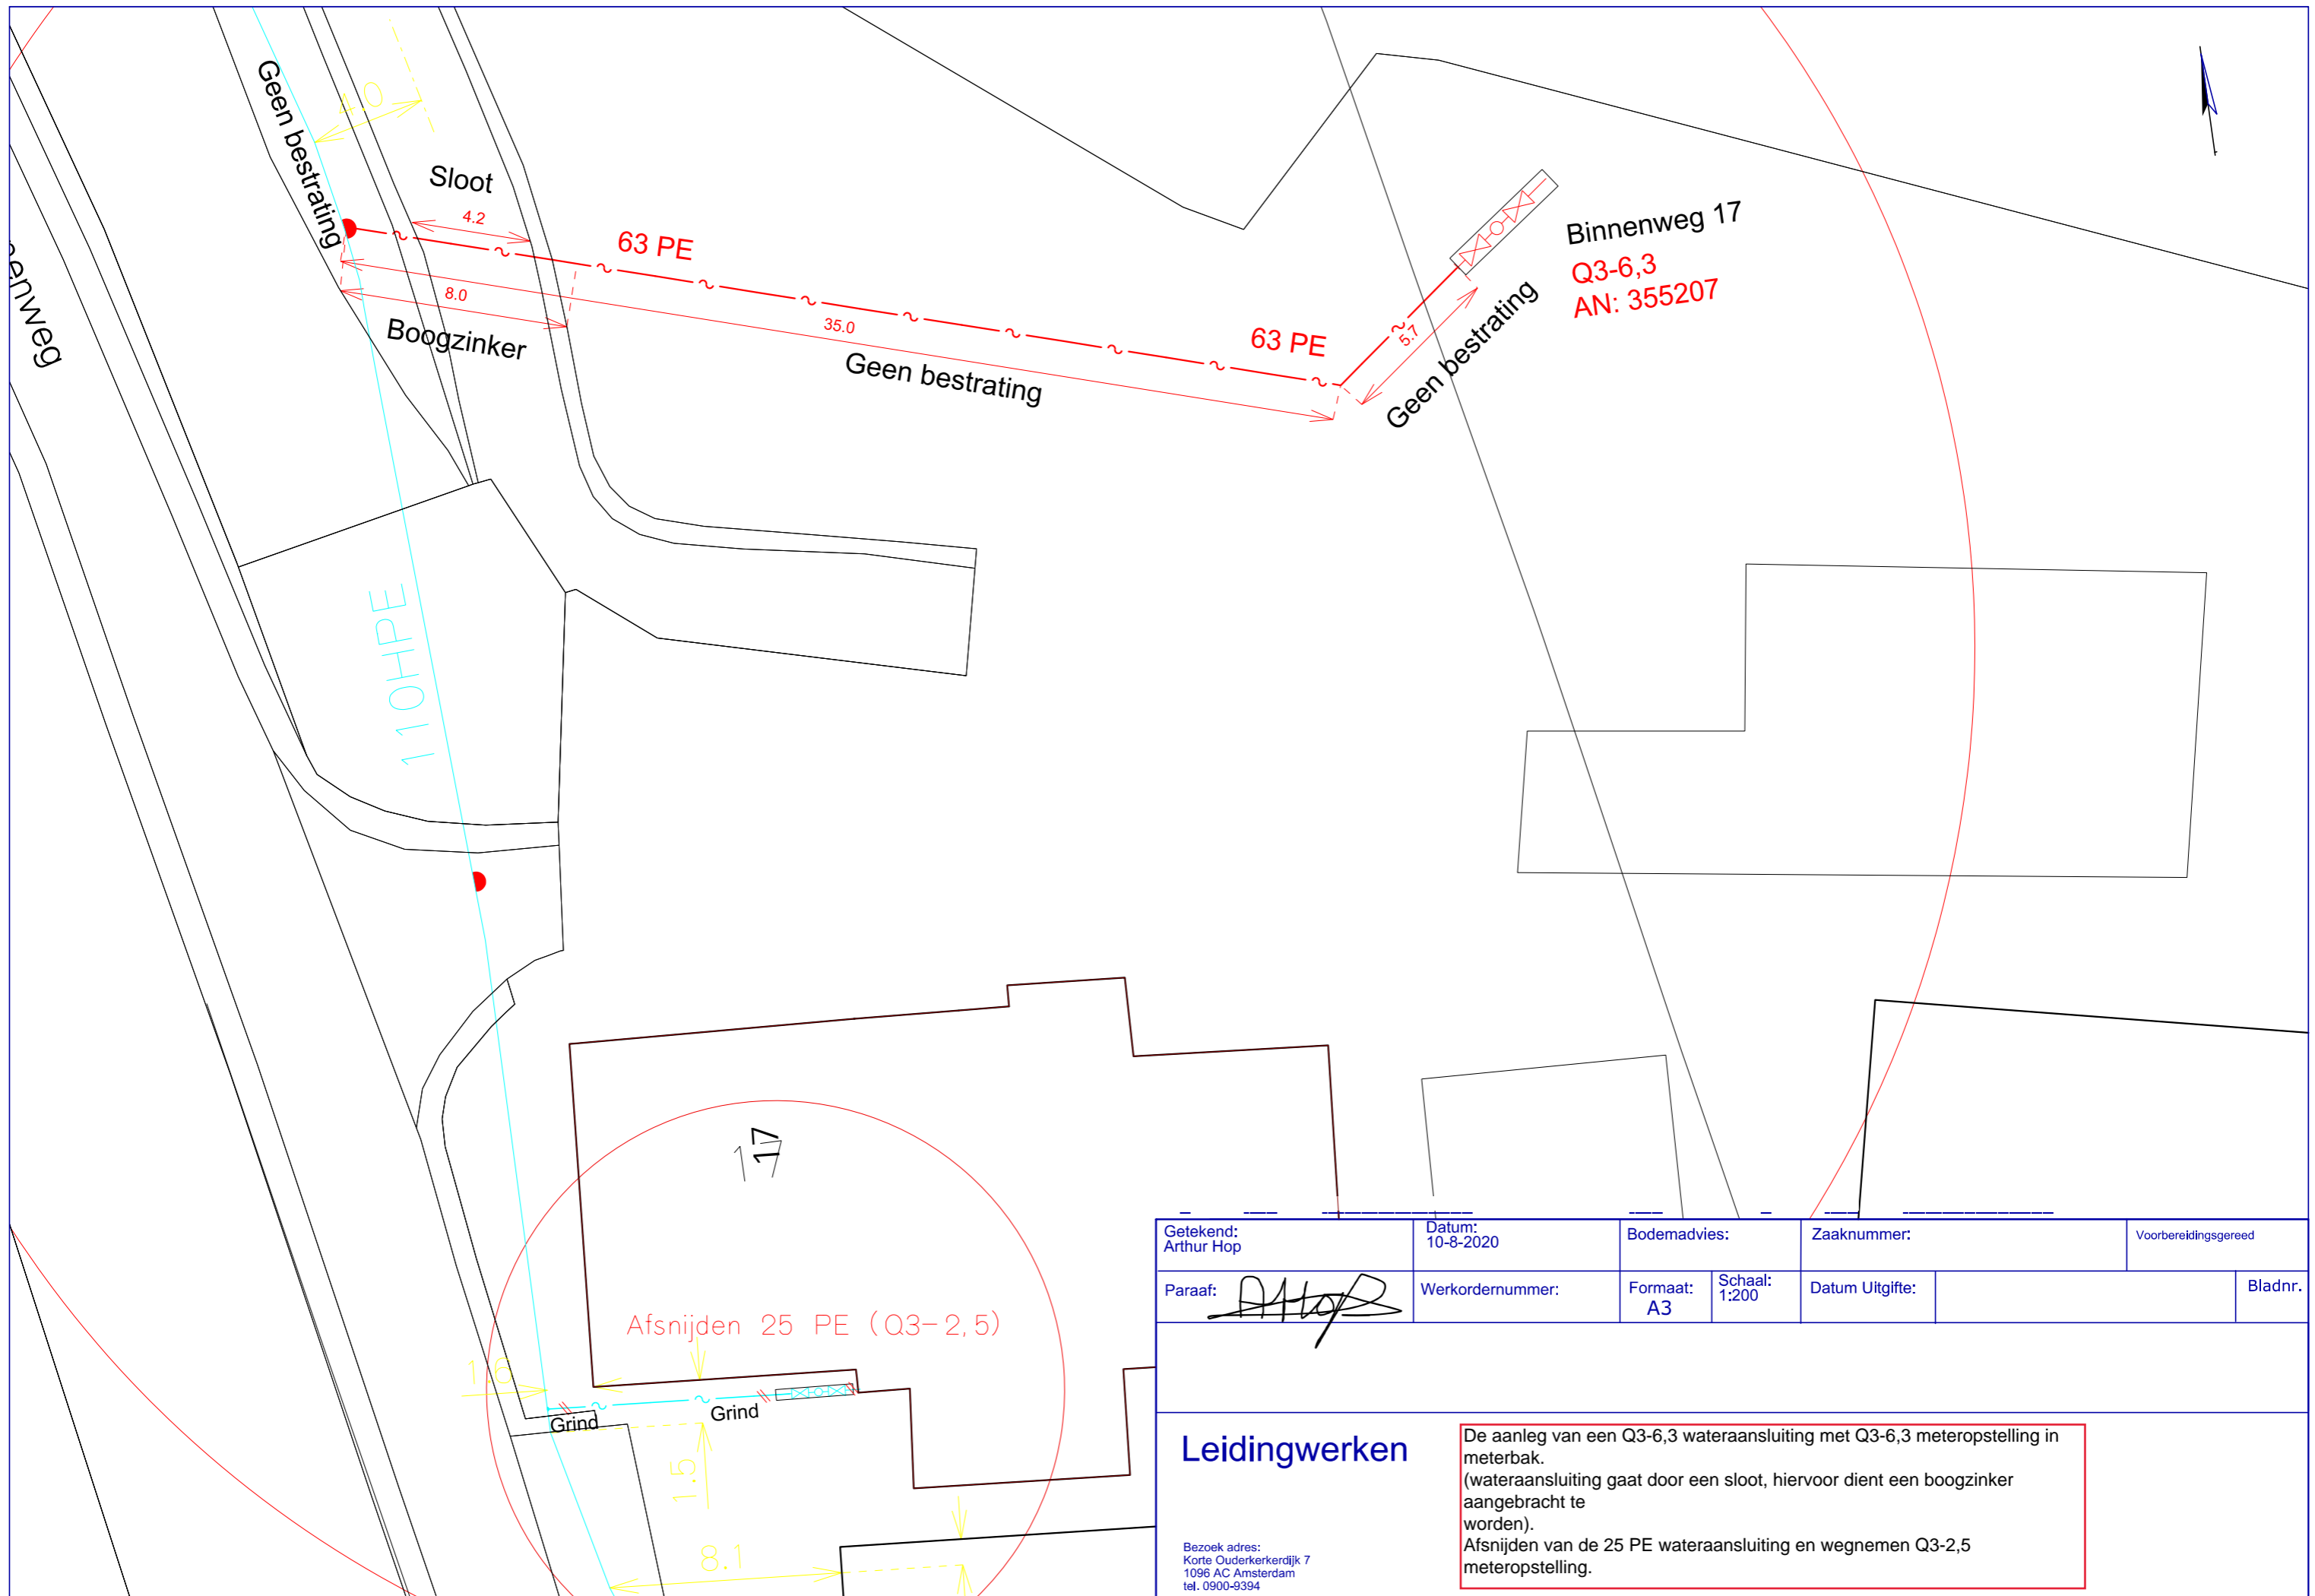 Geen bestrating
4.0
Sloot
4.2
63 PE
8.0
Boogzinker
35.0
Geen bestrating
63 PE
5.7
Geen bestrating
Binnenweg 17
Q3-6,3
AN: 355207
enweg
110HPE
17
17
Afsnijden 25 PE (Q3-2,5)
1.8
Grind
Grind
1.5
8.1
Getekend:
Arthur Hop
Datum:
10-8-2020
Bodemadvies:
Zaaknummer:
Voorbereidingsgereed
Paraaf:
AHop
Werkordernummer:
Formaat:
A3
Schaal:
1:200
Datum Uitgifte:
Bladnr.
Leidingwerken
De aanleg van een Q3-6,3 wateraansluiting met Q3-6,3 meteropstelling in
meterbak.
(wateraansluiting gaat door een sloot, hiervoor dient een boogzinker
aangebracht te
worden).
Afsnijden van de 25 PE wateraansluiting en wegnemen Q3-2,5
meteropstelling.
Bezoek adres:
Korte Ouderkerkerdijk 7
1096 AC Amsterdam
tel. 0900-9394